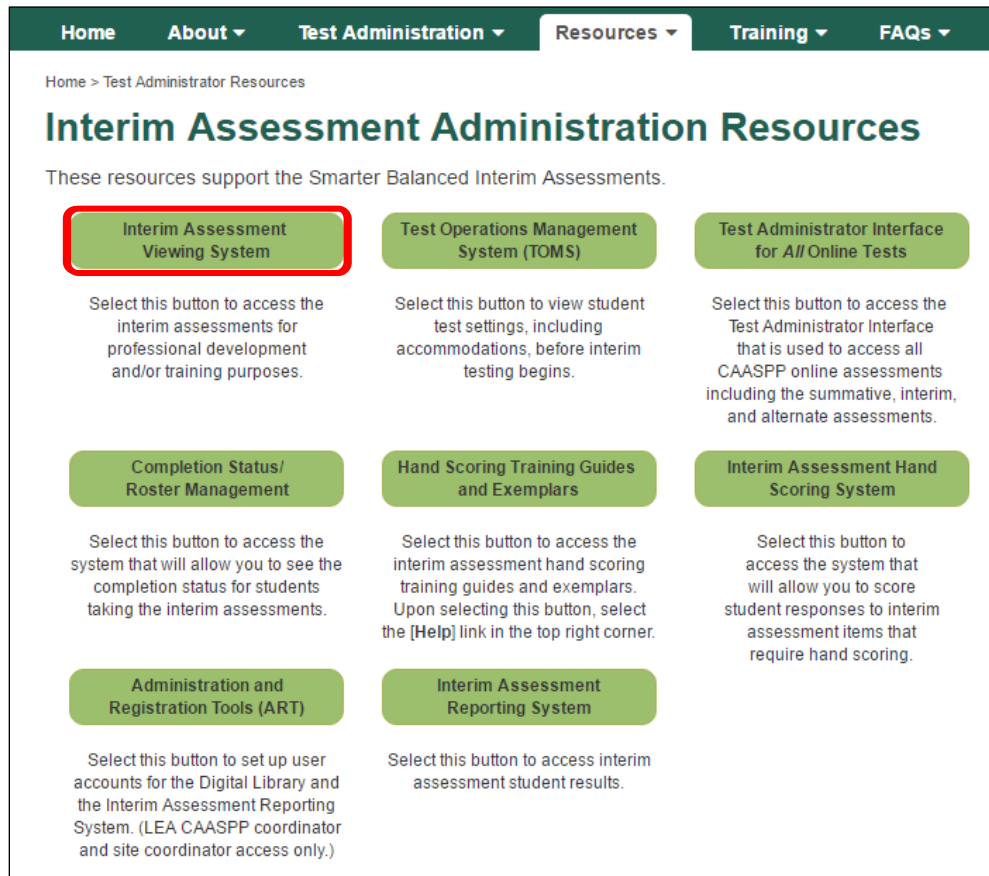 Home About Test Administration Resources Training FAQs
Home > Test Administrator Resources
Interim Assessment Administration Resources
These resources support the Smarter Balanced Interim Assessments.
Interim Assessment
Viewing System
Select this button to access the
interim assessments for
professional development
and/or training purposes.
Test Operations Management
System (TOMS)
Select this button to view student
test settings, including
accommodations, before interim
testing begins.
Test Administrator Interface
for All Online Tests
Select this button to access the
Test Administrator Interface
that is used to access all
CAASPP online assessments
including the summative, interim,
and alternate assessments.
Completion Status/
Roster Management
Select this button to access the
system that will allow you to see the
completion status for students
taking the interim assessments.
Hand Scoring Training Guides
and Exemplars
Select this button to access the
interim assessment hand scoring
training guides and exemplars.
Upon selecting this button, select
the [Help] link in the top right corner.
Interim Assessment Hand
Scoring System
Select this button to
access the system that
will allow you to score
student responses to interim
assessment items that
require hand scoring.
Administration and
Registration Tools (ART)
Select this button to set up user
accounts for the Digital Library and
the Interim Assessment Reporting
System. (LEA CAASPP coordinator
and site coordinator access only.)
Interim Assessment
Reporting System
Select this button to access interim
assessment student results.